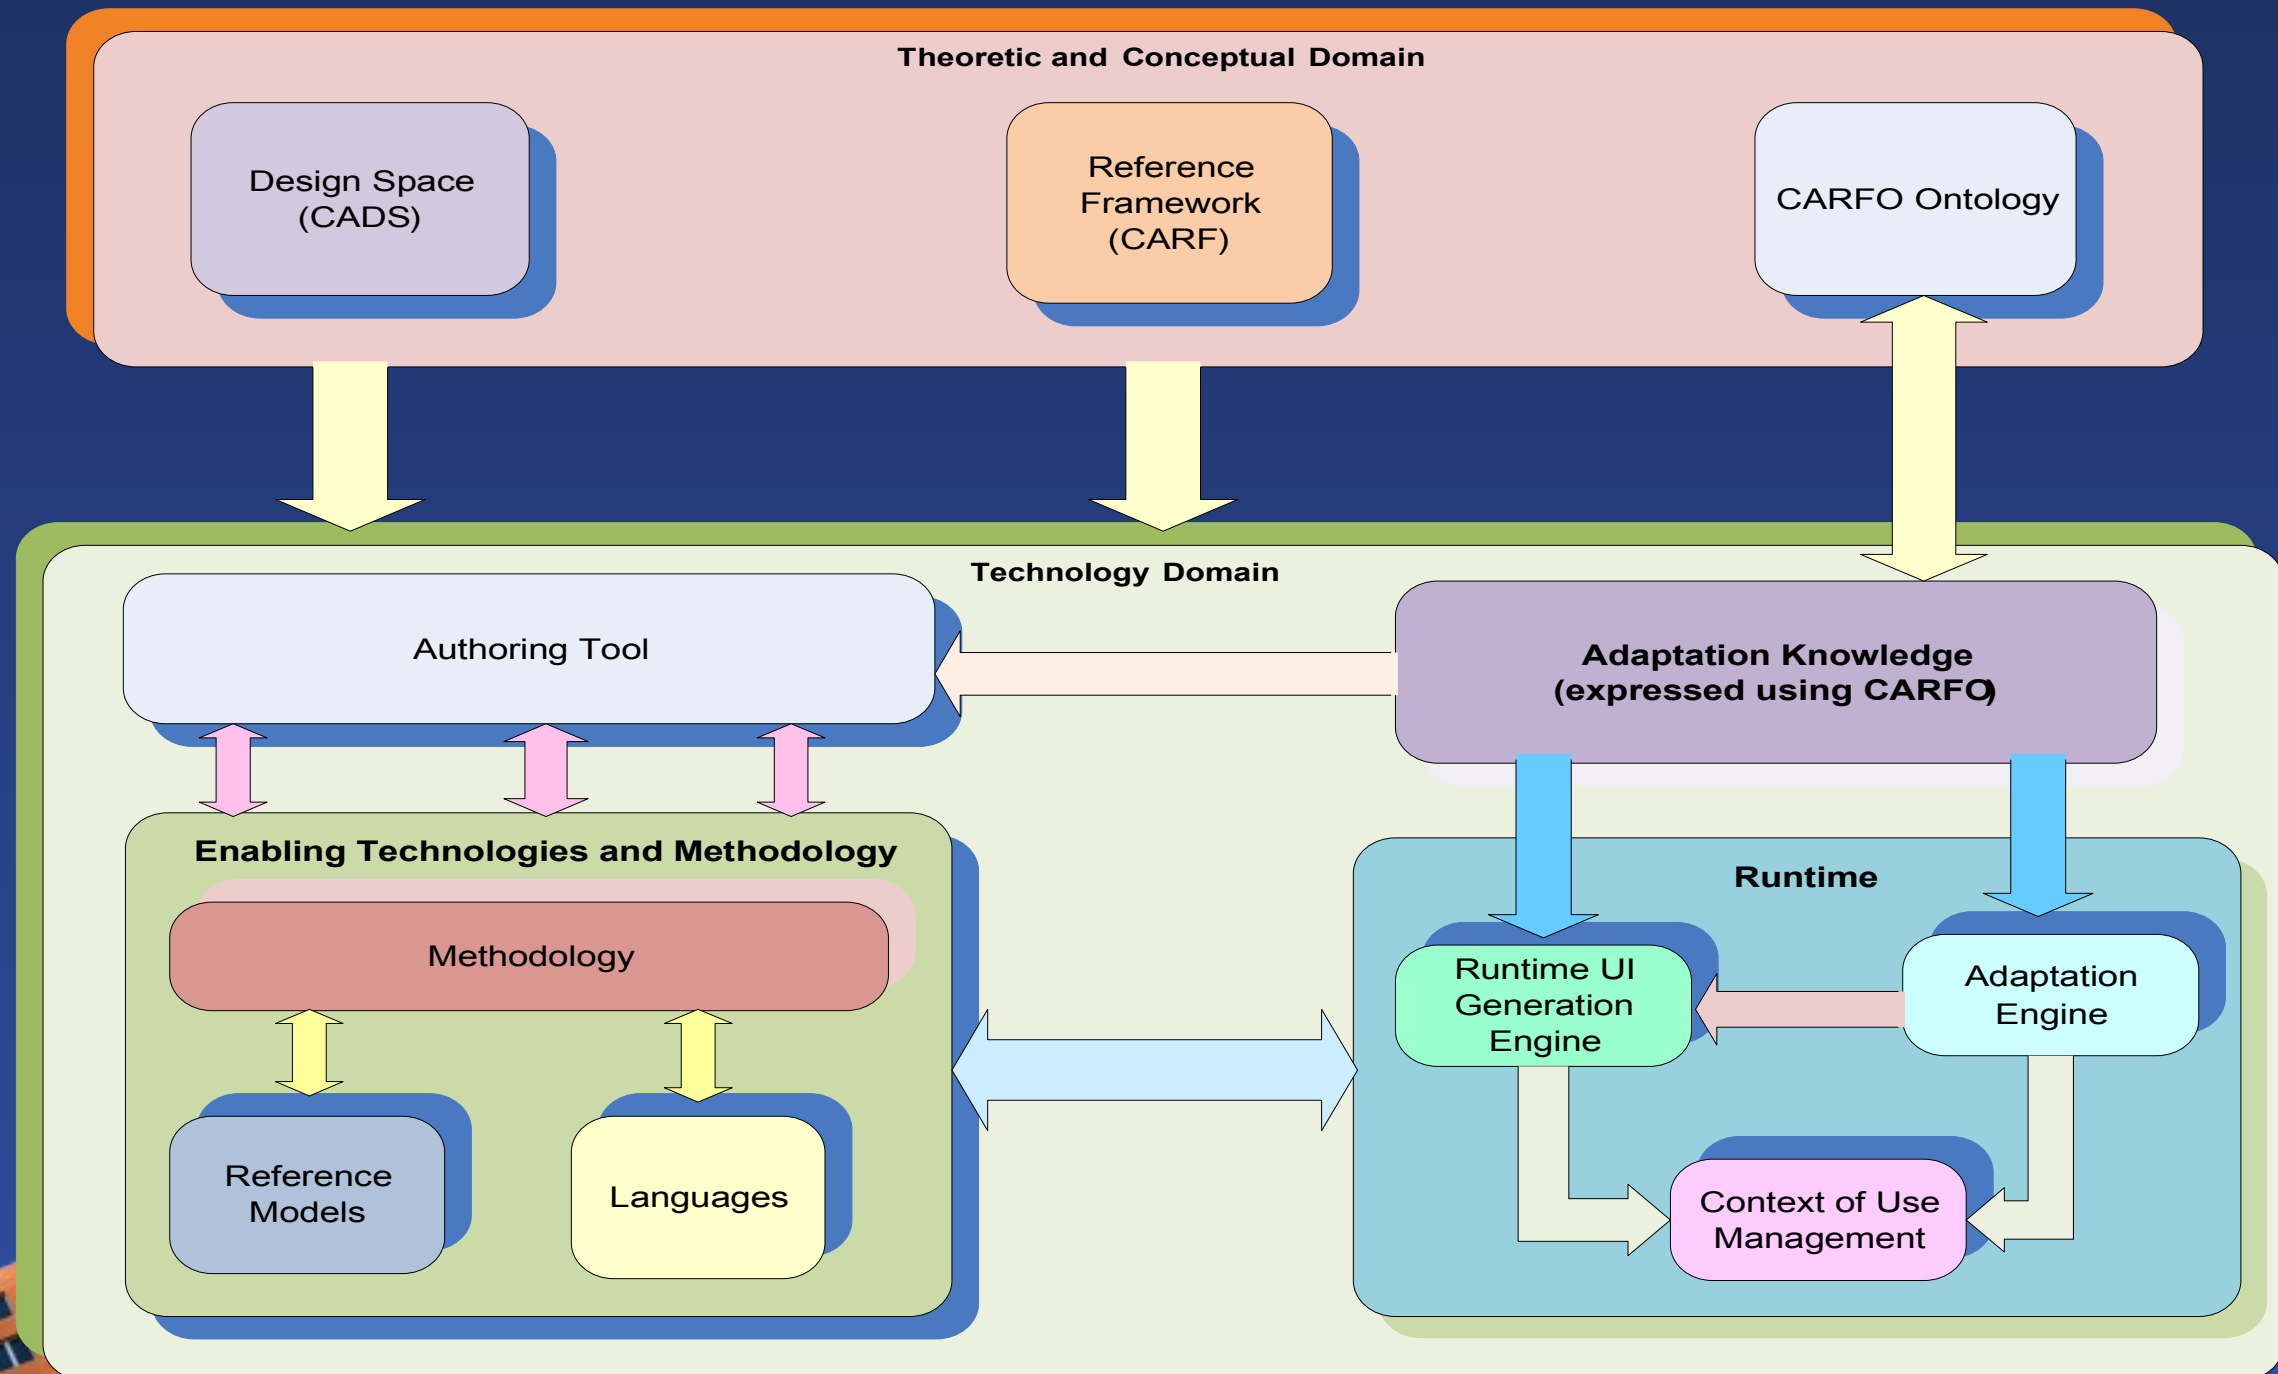 Theoretic and Conceptual Domain
Design Space
(CADS)
Reference
Framework
(CARF)
CARFO Ontology
Technology Domain
Authoring Tool
Adaptation Knowledge
(expressed using CARFO)
Enabling Technologies and Methodology
Methodology
Reference
Models
Languages
Runtime
Runtime UI
Generation
Engine
Adaptation
Engine
Context of Use
Management